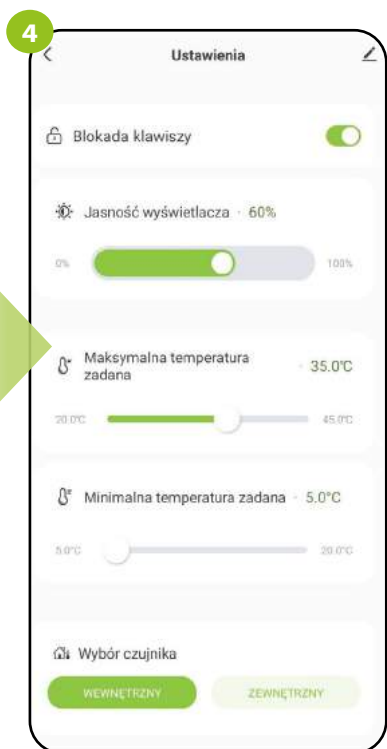 4
Ustawienia
Blokada klawiszy
Jasność wyświetlacza · 60%
0% 100%
Maksymalna temperatura
zadana · 35.0°C
20.0°C 45.0°C
Minimalna temperatura zadana · 5.0°C
5.0°C 20.0°C
Wybór czujnika
WEWNĘTRZNY ZEWNĘTRZNY